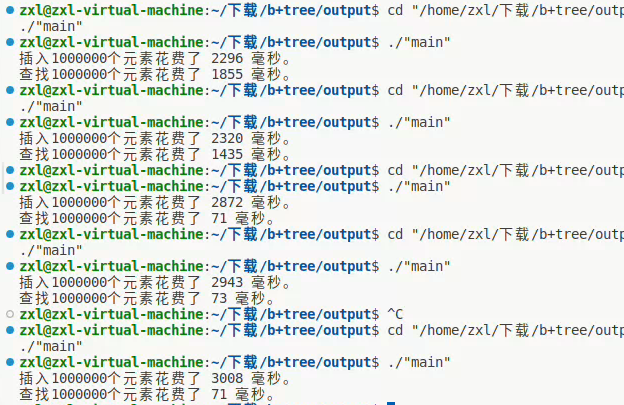 zxl@zxl-virtual-machine:~/下载/b+tree/output$ cd "/home/zxl/下载/b+tree/outp
./"main"
zxl@zxl-virtual-machine:~/下载/b+tree/output$ ./"main"
插入1000000个元素花费了 2296 毫秒。
查找1000000个元素花费了 1855 毫秒。
zxl@zxl-virtual-machine:~/下载/b+tree/output$ cd "/home/zxl/下载/b+tree/outp
./"main"
zxl@zxl-virtual-machine:~/下载/b+tree/output$ ./"main"
插入1000000个元素花费了 2320 毫秒。
查找1000000个元素花费了 1435 毫秒。
zxl@zxl-virtual-machine:~/下载/b+tree/output$ cd "/home/zxl/下载/b+tree/outp
zxl@zxl-virtual-machine:~/下载/b+tree/output$ ./"main"
插入1000000个元素花费了 2872 毫秒。
查找1000000个元素花费了 71 毫秒。
zxl@zxl-virtual-machine:~/下载/b+tree/output$ cd "/home/zxl/下载/b+tree/outp
./"main"
zxl@zxl-virtual-machine:~/下载/b+tree/output$ ./"main"
插入1000000个元素花费了 2943 毫秒。
查找1000000个元素花费了 73 毫秒。
zxl@zxl-virtual-machine:~/下载/b+tree/output$ ^C
zxl@zxl-virtual-machine:~/下载/b+tree/output$ cd "/home/zxl/下载/b+tree/outp
./"main"
zxl@zxl-virtual-machine:~/下载/b+tree/output$ ./"main"
插入1000000个元素花费了 3008 毫秒。
查找1000000个元素花费了 71 毫秒。